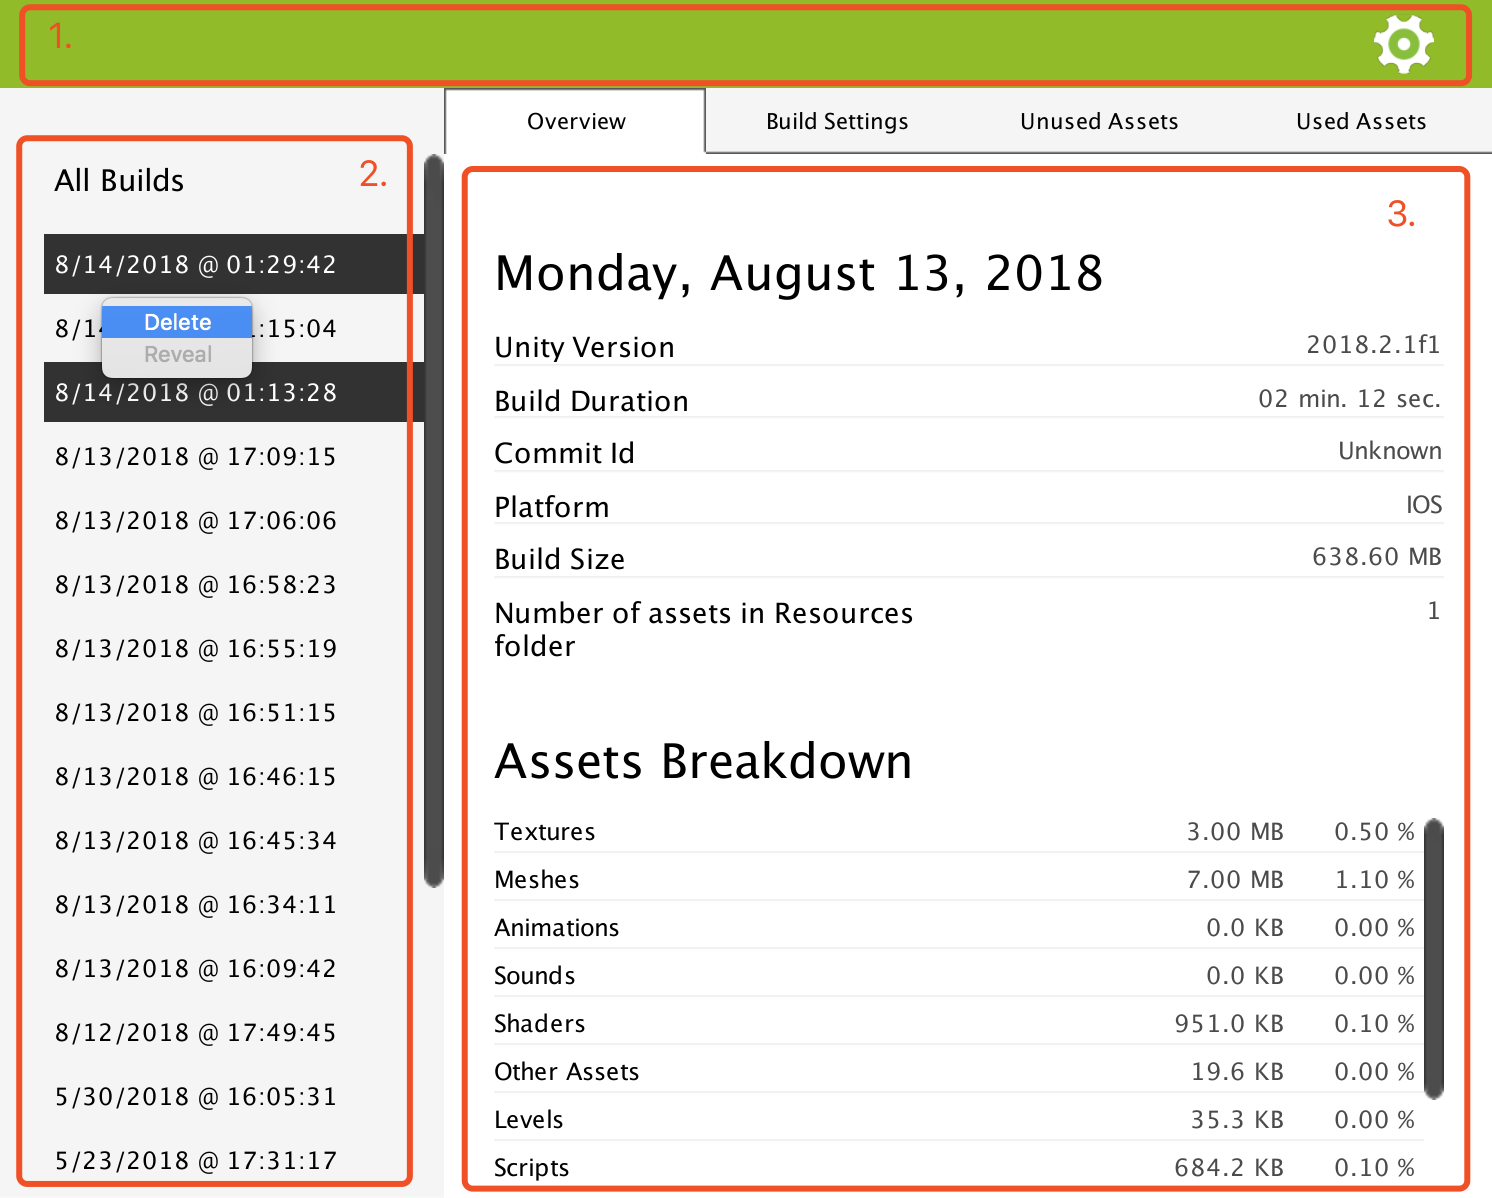 1.
Overview
Build Settings
Unused Assets
Used Assets
All Builds
2.
8/14/2018 @ 01:29:42
Delete
Reveal
8/14 :15:04
8/14/2018 @ 01:13:28
8/13/2018 @ 17:09:15
8/13/2018 @ 17:06:06
8/13/2018 @ 16:58:23
8/13/2018 @ 16:55:19
8/13/2018 @ 16:51:15
8/13/2018 @ 16:46:15
8/13/2018 @ 16:45:34
8/13/2018 @ 16:34:11
8/13/2018 @ 16:09:42
8/12/2018 @ 17:49:45
5/30/2018 @ 16:05:31
5/23/2018 @ 17:31:17
3.
Monday, August 13, 2018
Unity Version 2018.2.1f1
Build Duration 02 min. 12 sec.
Commit Id Unknown
Platform IOS
Build Size 638.60 MB
Number of assets in Resources 1
folder
Assets Breakdown
Textures 3.00 MB 0.50 %
Meshes 7.00 MB 1.10 %
Animations 0.0 KB 0.00 %
Sounds 0.0 KB 0.00 %
Shaders 951.0 KB 0.10 %
Other Assets 19.6 KB 0.00 %
Levels 35.3 KB 0.00 %
Scripts 684.2 KB 0.10 %